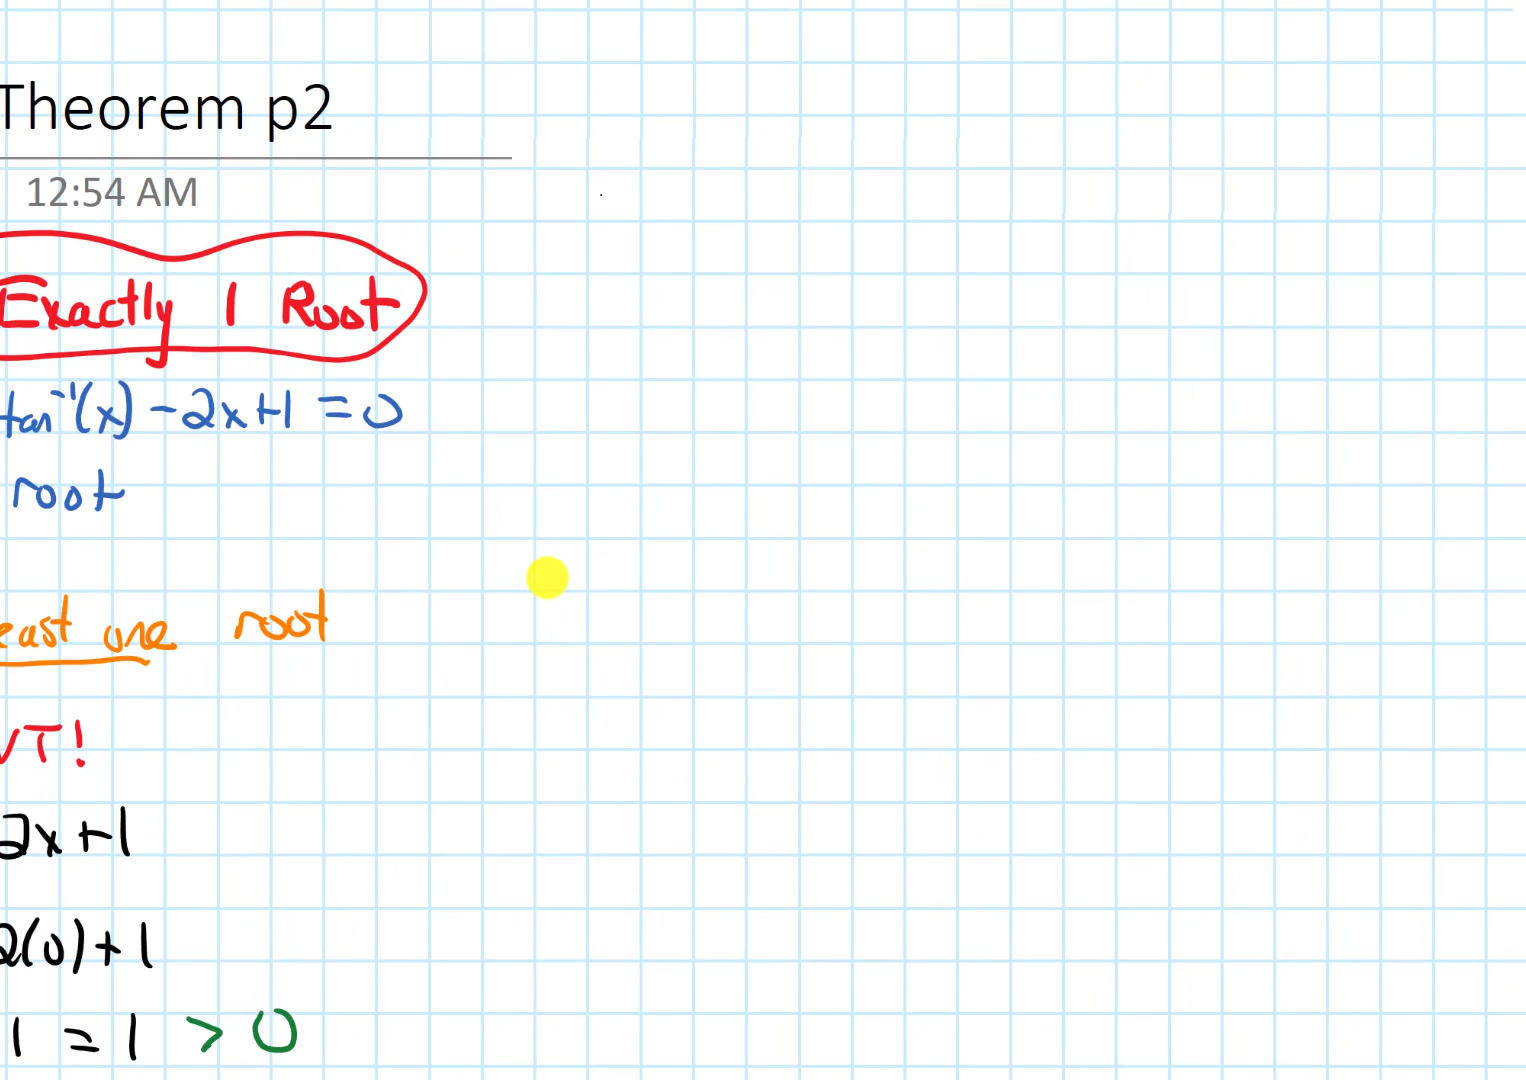 Theorem p2
12:54 AM
Exactly 1 Root
tan⁻¹(x) - 2x+1 = 0
root
east one root
VT!
2x+1
2(0)+1
1 = 1 > 0